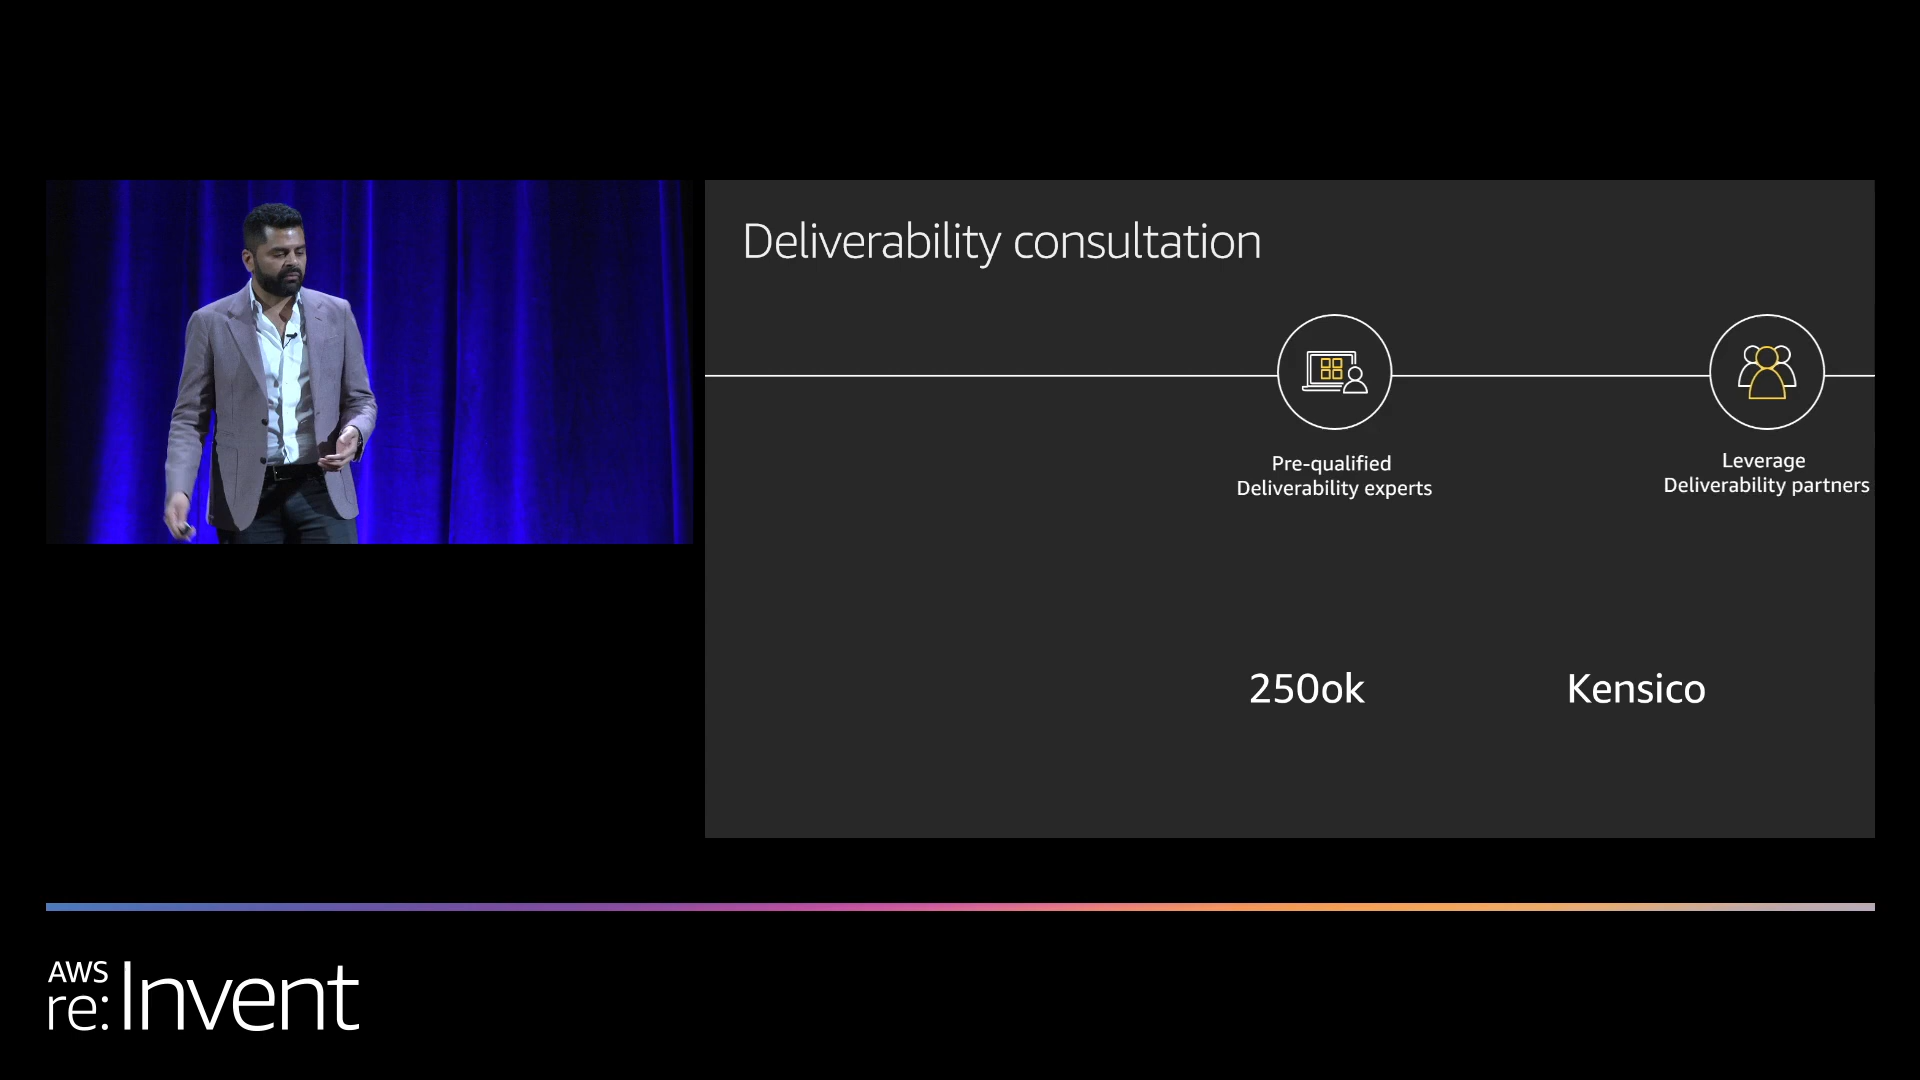 Deliverability consultation
Pre-qualified
Deliverability experts
Leverage
Deliverability partners
250ok
Kensico
AWS
re:Invent